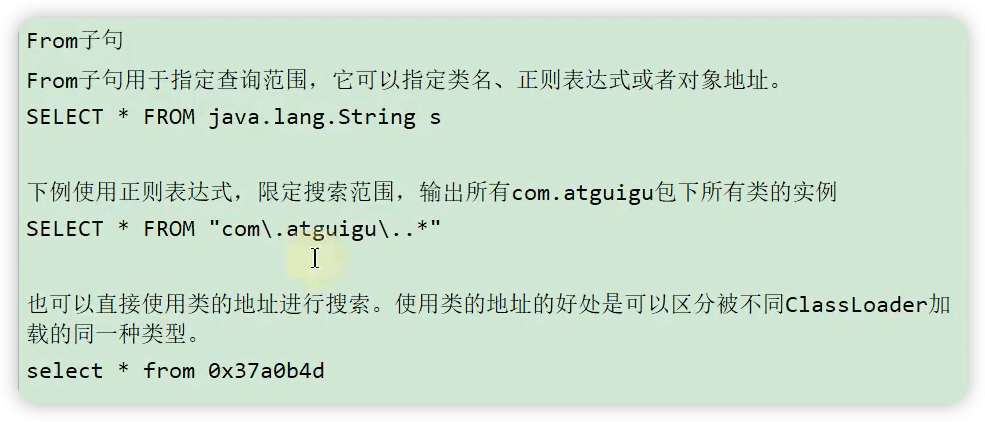 From子句
From子句用于指定查询范围，它可以指定类名、正则表达式或者对象地址。
SELECT * FROM java.lang.String s
下例使用正则表达式，限定搜索范围，输出所有com.atguigu包下所有类的实例
SELECT * FROM "com\.atguigu\..*"
也可以直接使用类的地址进行搜索。使用类的地址的好处是可以区分被不同ClassLoader加
载的同一种类型。
select * from 0x37a0b4d